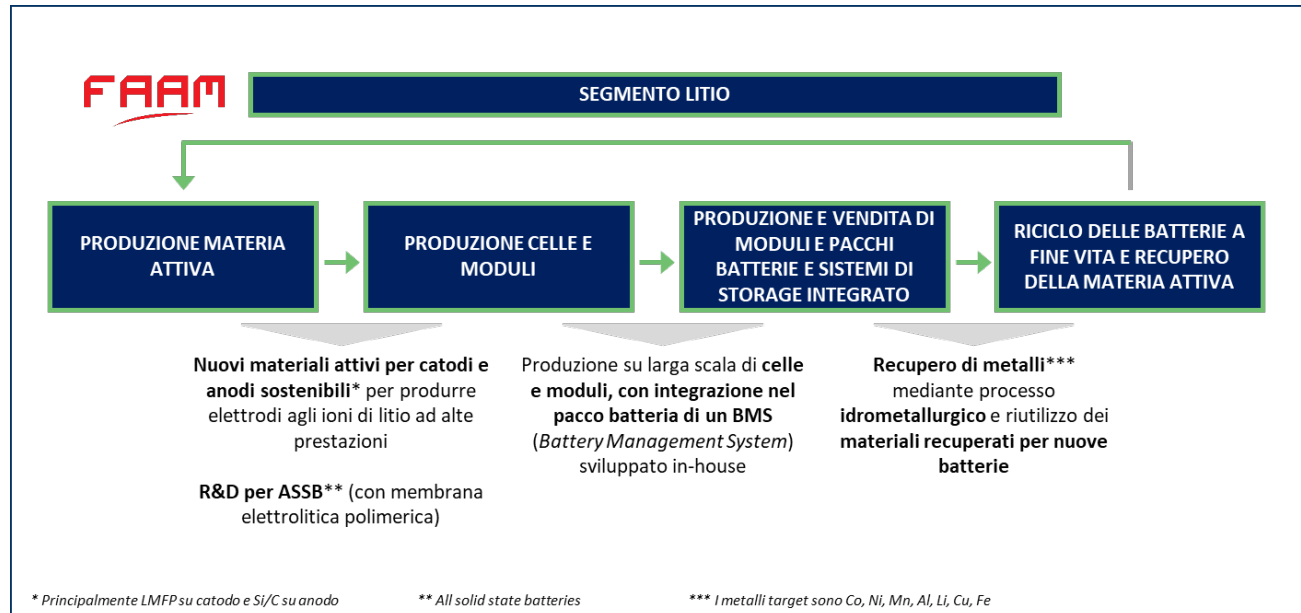 FAAM
SEGMENTO LITIO
PRODUZIONE MATERIA
ATTIVA
PRODUZIONE CELLE E
MODULI
PRODUZIONE E VENDITA DI
MODULI E PACCHI
BATTERIE E SISTEMI DI
STORAGE INTEGRATO
RICICLO DELLE BATTERIE A
FINE VITA E RECUPERO
DELLA MATERIA ATTIVA
Nuovi materiali attivi per catodi e
anodi sostenibili* per produrre
elettrodi agli ioni di litio ad alte
prestazioni
R&D per ASSB** (con membrana
elettrolitica polimerica)
Produzione su larga scala di celle
e moduli, con integrazione nel
pacco batteria di un BMS
(Battery Management System)
sviluppato in-house
Recupero di metalli***
mediante processo
idrometallurgico e riutilizzo dei
materiali recuperati per nuove
batterie
* Principalmente LMFP su catodo e Si/C su anodo
** All solid state batteries
*** I metalli target sono Co, Ni, Mn, Al, Li, Cu, Fe